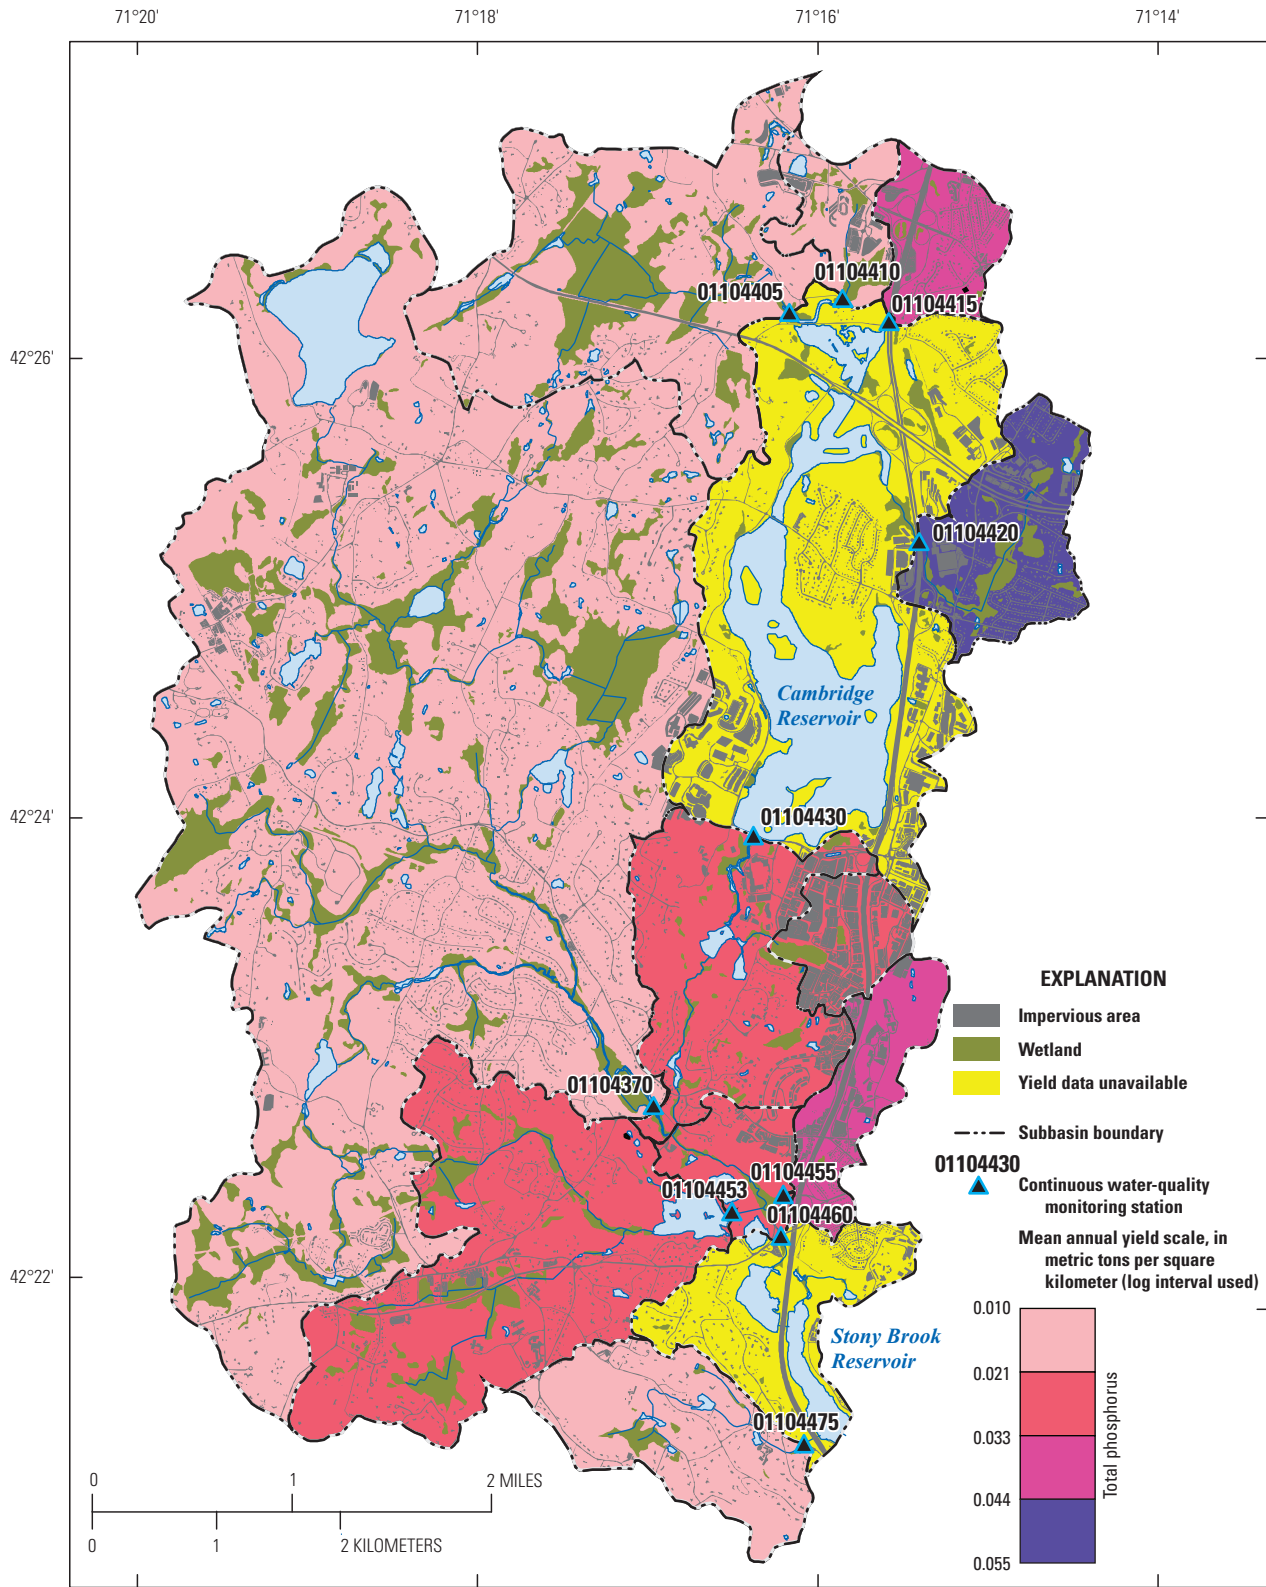 71°20'
71°18'
71°16'
71°14'
01104410
01104405
01104415
42°26'
01104420
Cambridge
Reservoir
42°24'
01104430
EXPLANATION
Impervious area
Wetland
Yield data unavailable
01104370
Subbasin boundary
01104430
Continuous water-quality
monitoring station
01104455
01104453
01104460
Mean annual yield scale, in
metric tons per square
kilometer (log interval used)
42°22'
0.010
0.021
0.033
0.044
0.055
Total phosphorus
Stony Brook
Reservoir
01104475
0 1 2 MILES
0 1 2 KILOMETERS